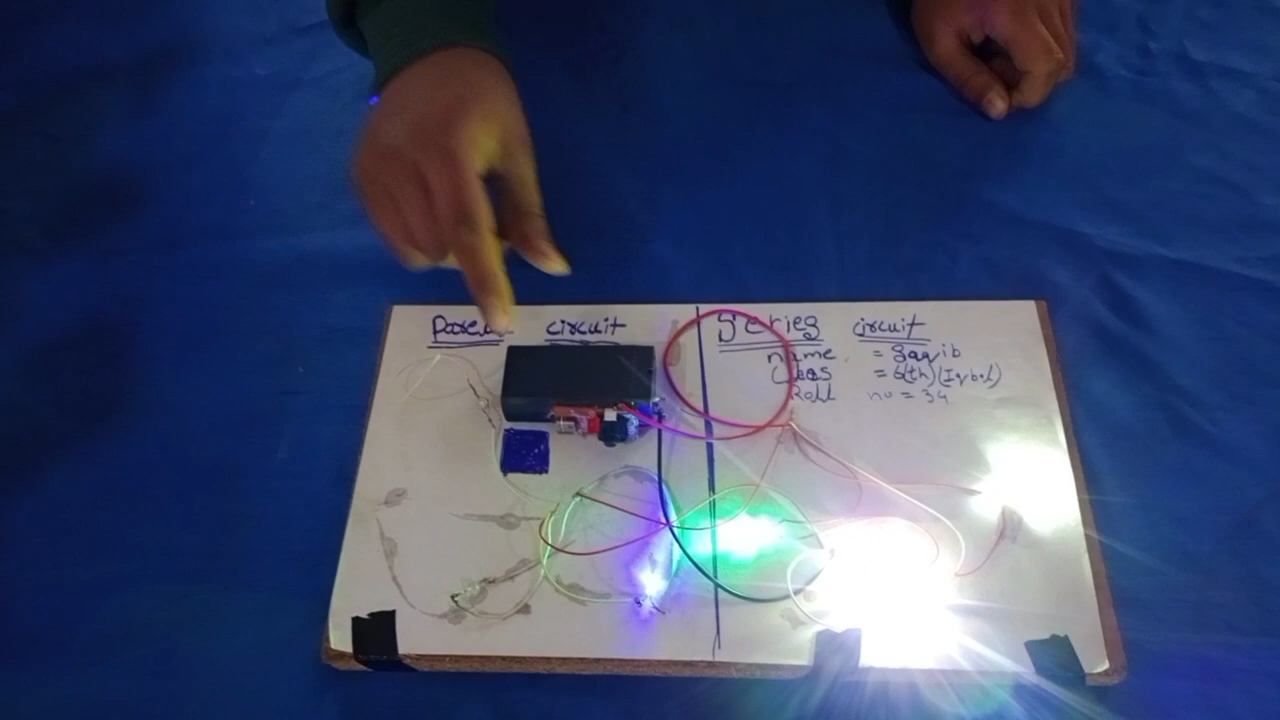 circuit
Series circuit
name = Saqib
Class = 6(th) (Iqbal)
Roll no = 34